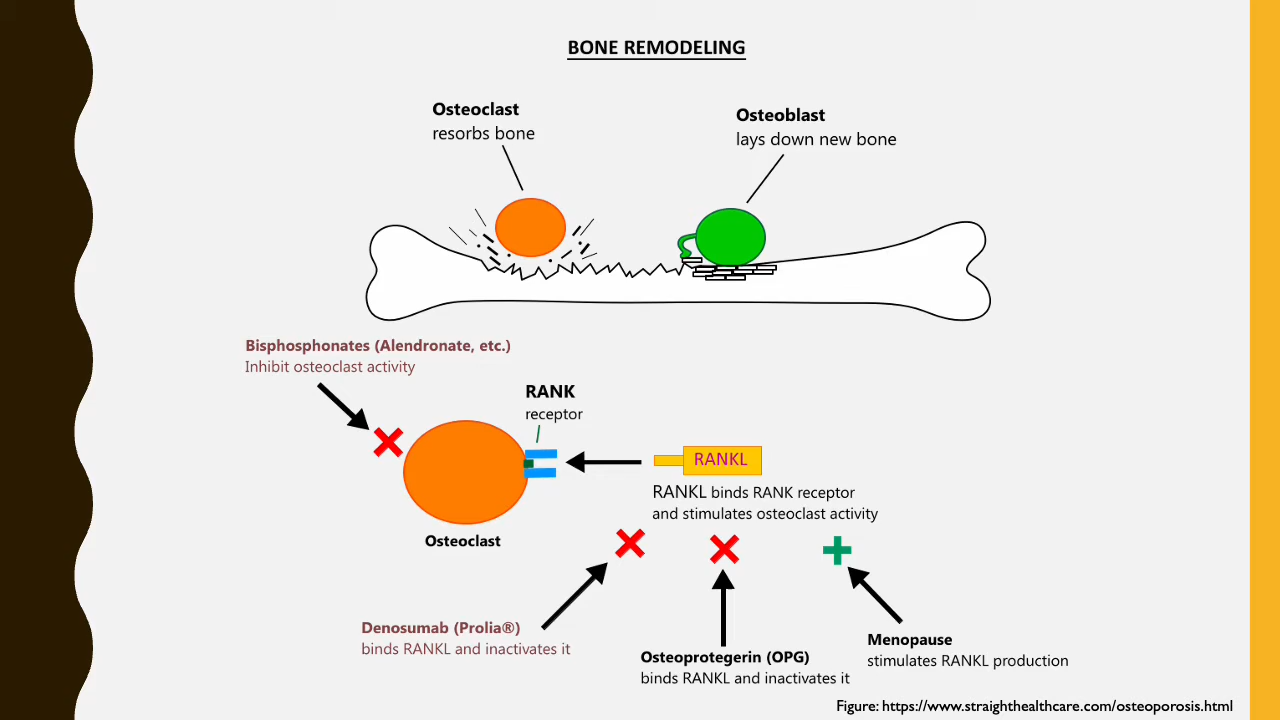 BONE REMODELING
Osteoclast
resorbs bone
Osteoblast
lays down new bone
Bisphosphonates (Alendronate, etc.)
Inhibit osteoclast activity
RANK
receptor
RANKL
RANKL binds RANK receptor
and stimulates osteoclast activity
Osteoclast
Denosumab (Prolia®)
binds RANKL and inactivates it
Osteoprotegerin (OPG)
binds RANKL and inactivates it
Menopause
stimulates RANKL production
Figure: https://www.straighthealthcare.com/osteoporosis.html